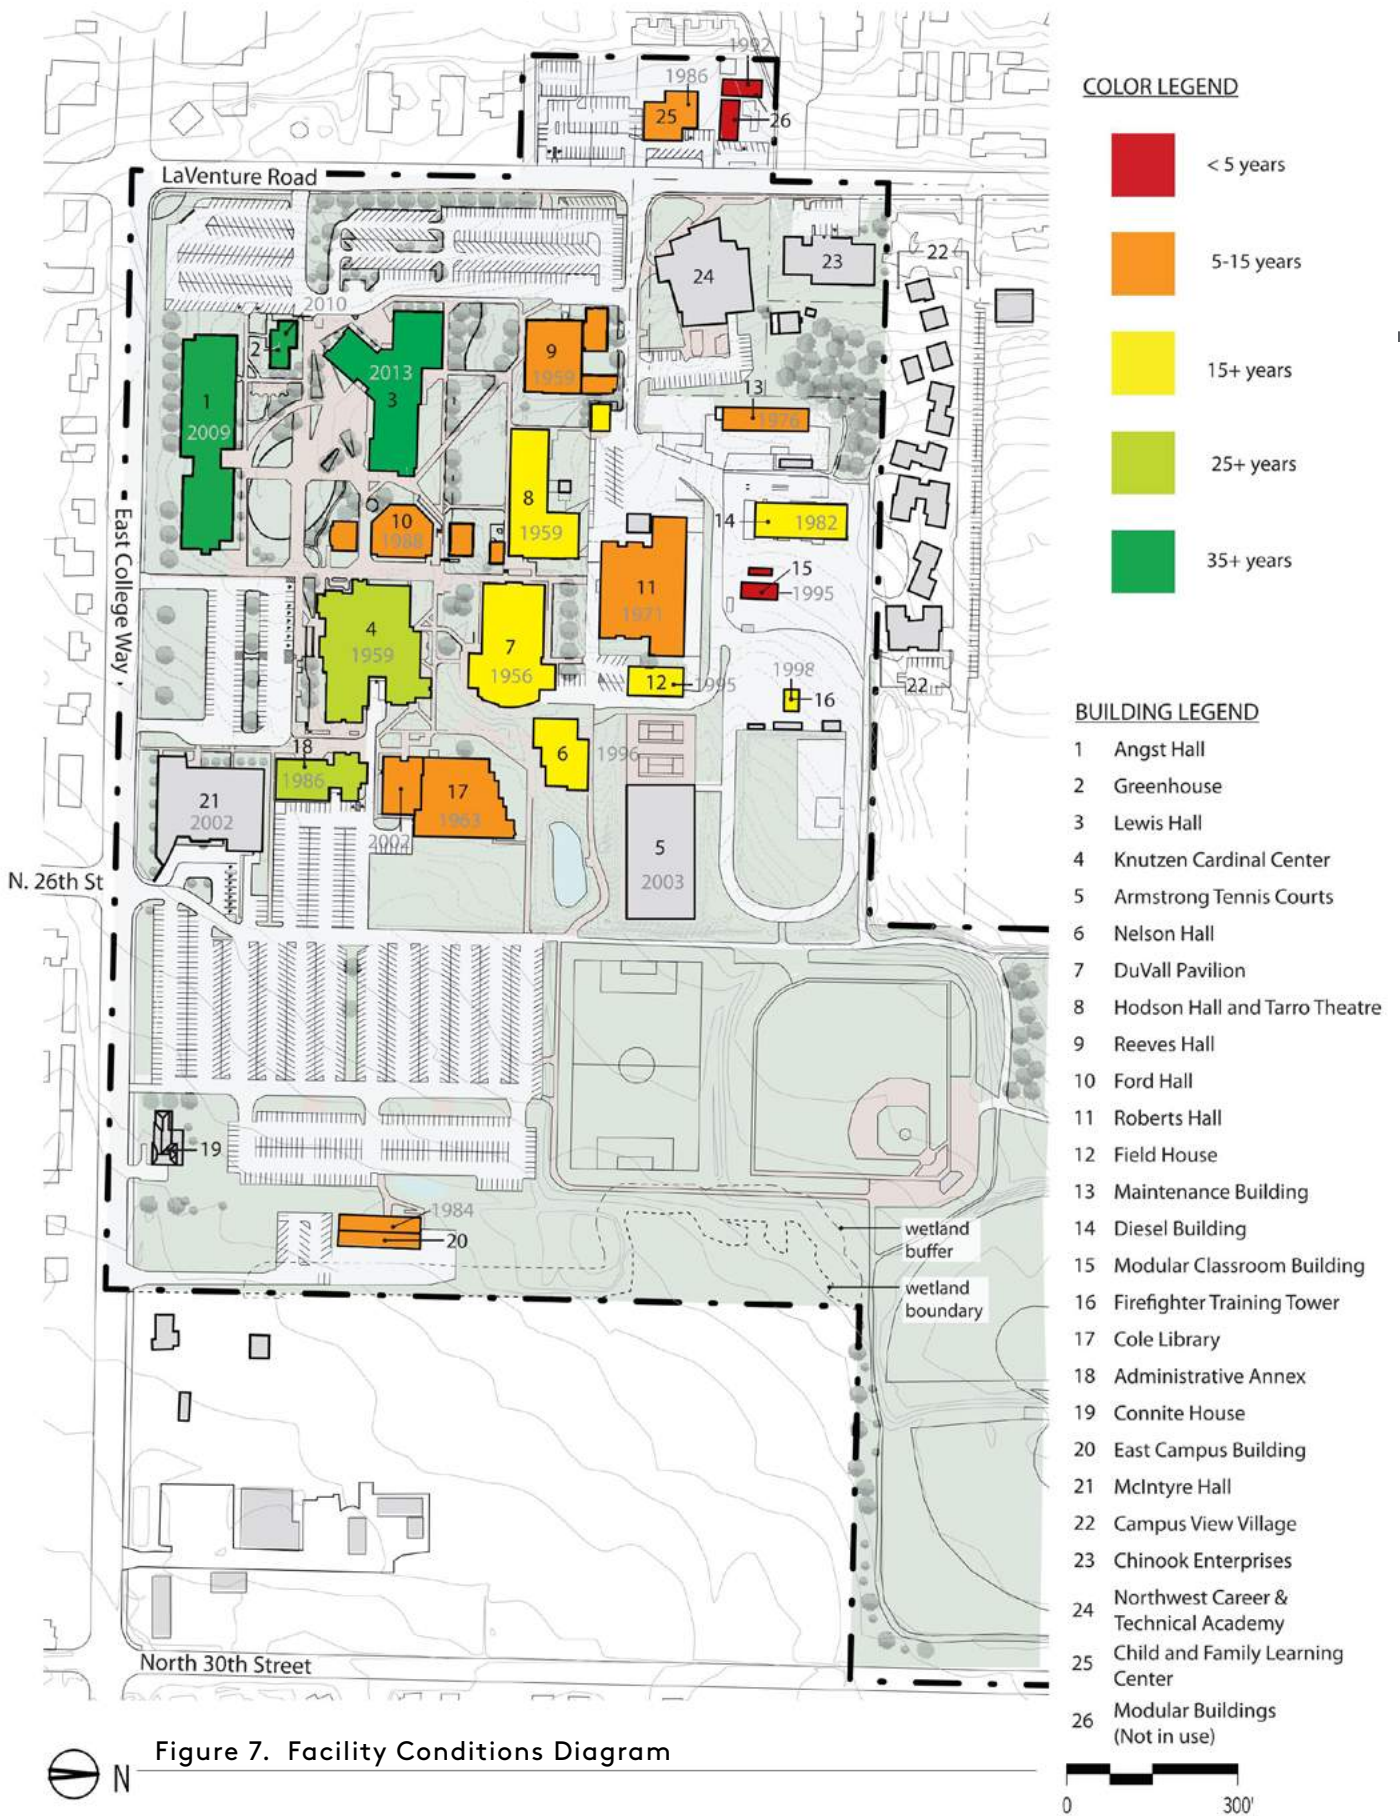 1992
1986
25
26
LaVenture Road
24
23
22
2010
2
9
1959
2013
3
1
2009
13
1976
8
1959
10
1988
14
1982
11
1971
15
1995
East College Way
4
1959
7
1956
12
1995
1998
16
22
6
1996
18
1986
21
2002
17
1963
2002
5
2003
N. 26th St
19
1984
20
wetland
buffer
wetland
boundary
North 30th Street
COLOR LEGEND
< 5 years
5-15 years
15+ years
25+ years
35+ years
BUILDING LEGEND
1 Angst Hall
2 Greenhouse
3 Lewis Hall
4 Knutzen Cardinal Center
5 Armstrong Tennis Courts
6 Nelson Hall
7 DuVall Pavilion
8 Hodson Hall and Tarro Theatre
9 Reeves Hall
10 Ford Hall
11 Roberts Hall
12 Field House
13 Maintenance Building
14 Diesel Building
15 Modular Classroom Building
16 Firefighter Training Tower
17 Cole Library
18 Administrative Annex
19 Connite House
20 East Campus Building
21 McIntyre Hall
22 Campus View Village
23 Chinook Enterprises
24 Northwest Career &
Technical Academy
25 Child and Family Learning
Center
26 Modular Buildings
(Not in use)
N
Figure 7. Facility Conditions Diagram
0 300'